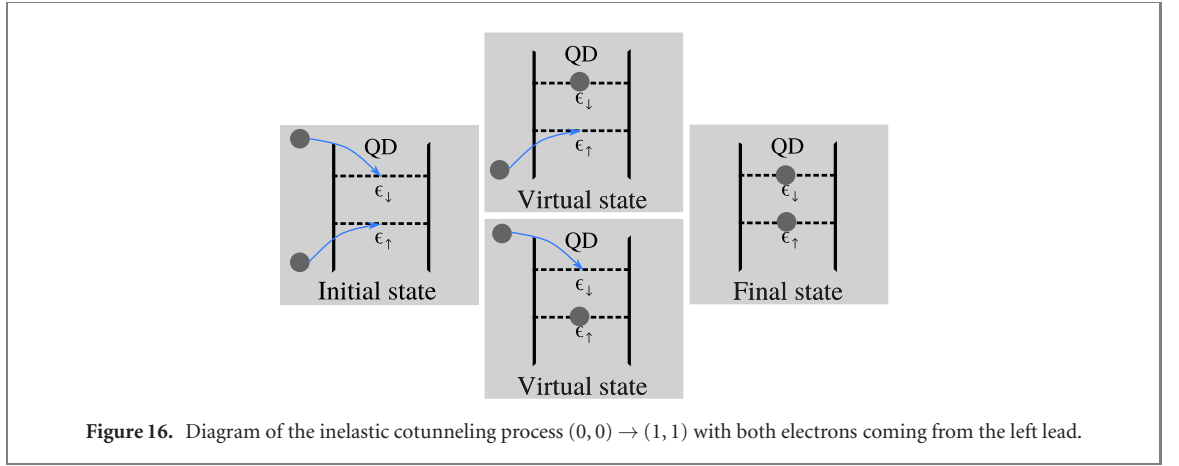 QD
ϵ↓
ϵ↑
Initial state
QD
ϵ↓
ϵ↑
Virtual state
QD
ϵ↓
ϵ↑
Virtual state
QD
ϵ↓
ϵ↑
Final state
Figure 16. Diagram of the inelastic cotunneling process (0, 0) → (1, 1) with both electrons coming from the left lead.